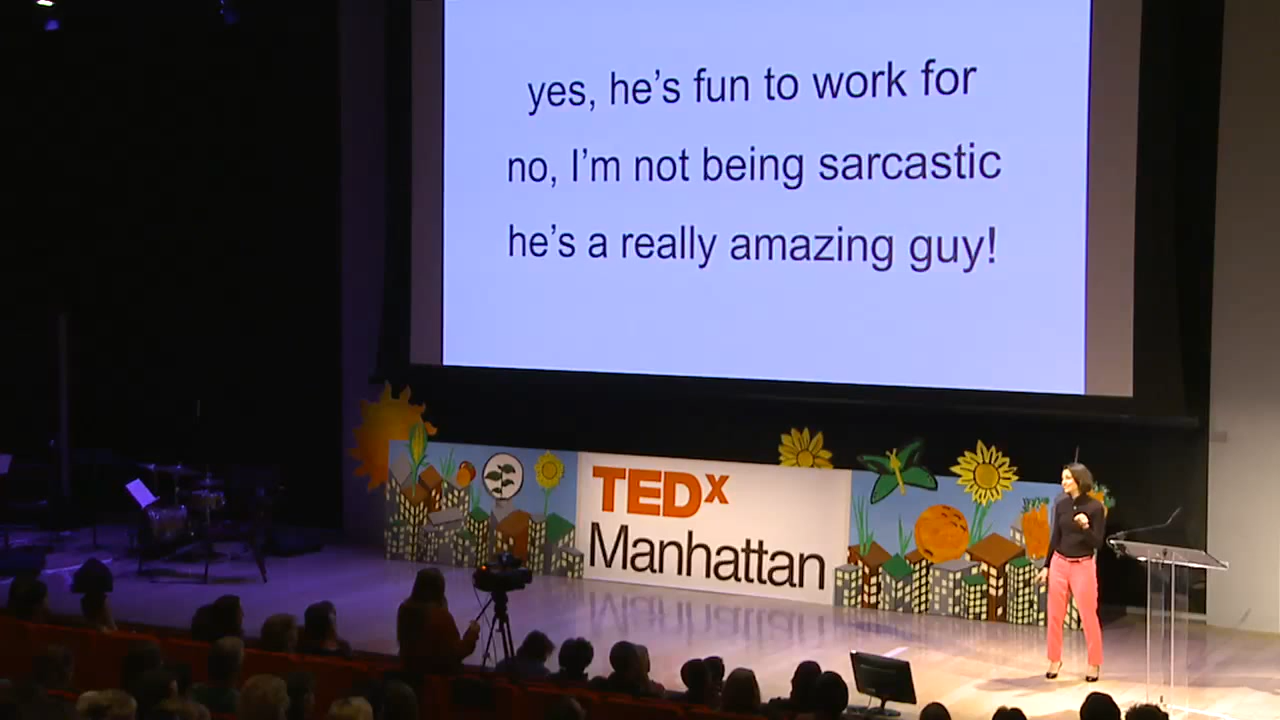 yes, he's fun to work for
no, I'm not being sarcastic
he's a really amazing guy!
TEDx
Manhattan